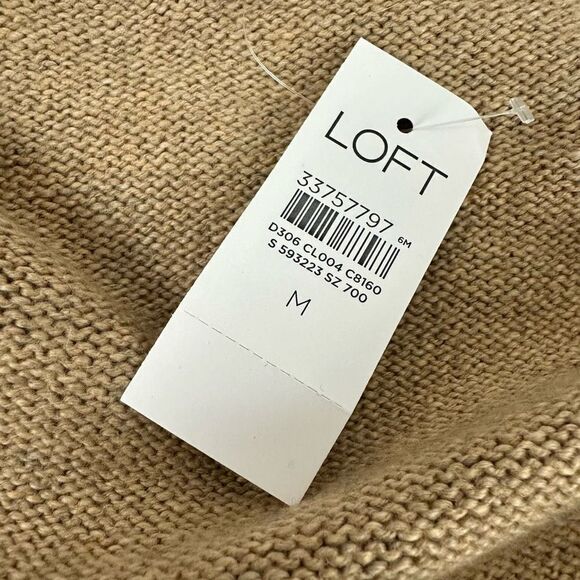 LOFT
33757797
6M
D306 CL004 C8160
S 593223 SZ 700
M